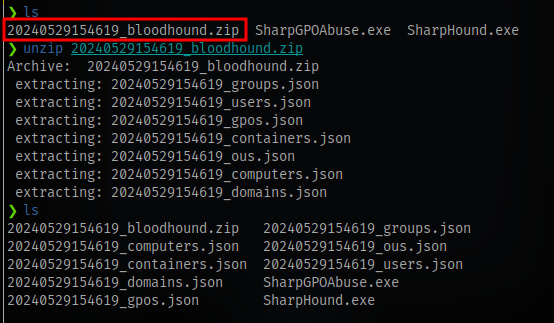 ❯ ls
20240529154619_bloodhound.zip  SharpGPOAbuse.exe  SharpHound.exe
❯ unzip 20240529154619_bloodhound.zip
Archive:  20240529154619_bloodhound.zip
 extracting: 20240529154619_groups.json
 extracting: 20240529154619_users.json
 extracting: 20240529154619_gpos.json
 extracting: 20240529154619_containers.json
 extracting: 20240529154619_ous.json
 extracting: 20240529154619_computers.json
 extracting: 20240529154619_domains.json
❯ ls
20240529154619_bloodhound.zip   20240529154619_groups.json
20240529154619_computers.json   20240529154619_ous.json
20240529154619_containers.json  20240529154619_users.json
20240529154619_domains.json     SharpGPOAbuse.exe
20240529154619_gpos.json        SharpHound.exe